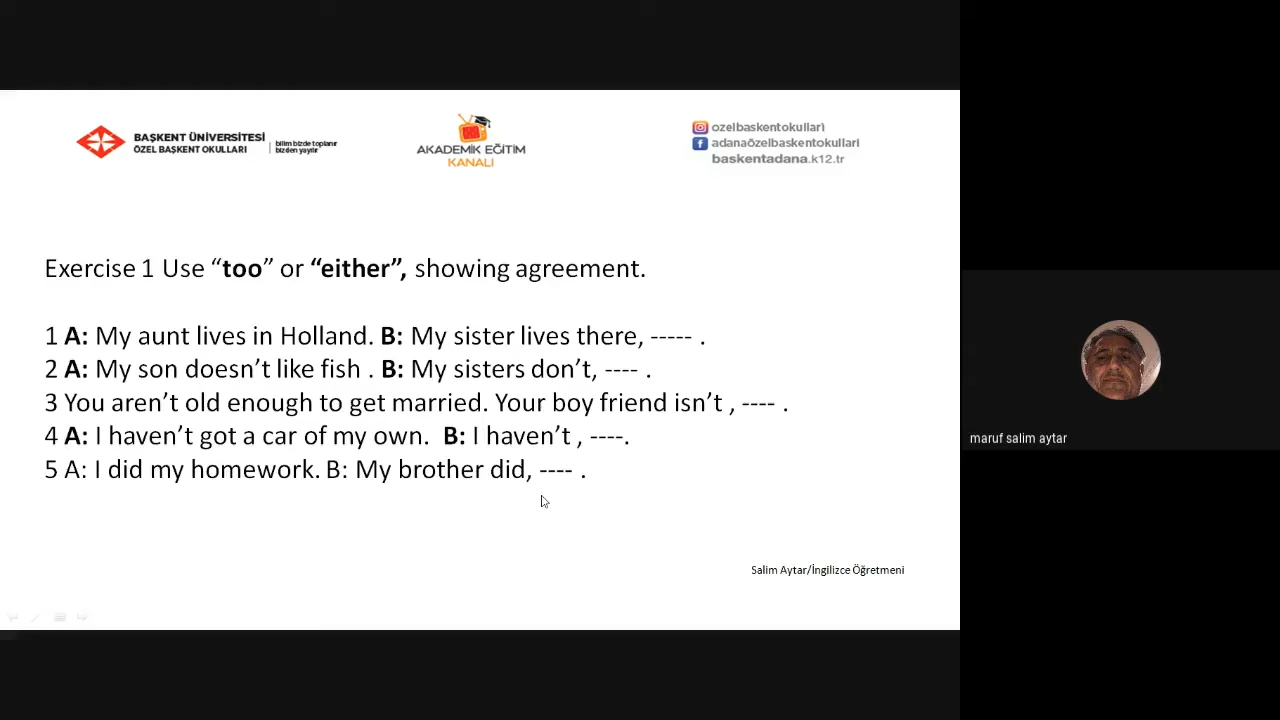 BAŞKENT ÜNİVERSİTESİ
ÖZEL BAŞKENT OKULLARI
bilim bizde toplanır
bizden yayılır
AKADEMİK EĞİTİM
KANALI
ozelbaskentokullari
adanaözelbaskentokullari
baskentadana.k12.tr
Exercise 1 Use “too” or “either”, showing agreement.
1 A: My aunt lives in Holland. B: My sister lives there, ----- .
2 A: My son doesn’t like fish . B: My sisters don’t, ---- .
3 You aren’t old enough to get married. Your boy friend isn’t , ---- .
4 A: I haven’t got a car of my own. B: I haven’t , ----.
5 A: I did my homework. B: My brother did, ---- .
Salim Aytar/İngilizce Öğretmeni
maruf salim aytar